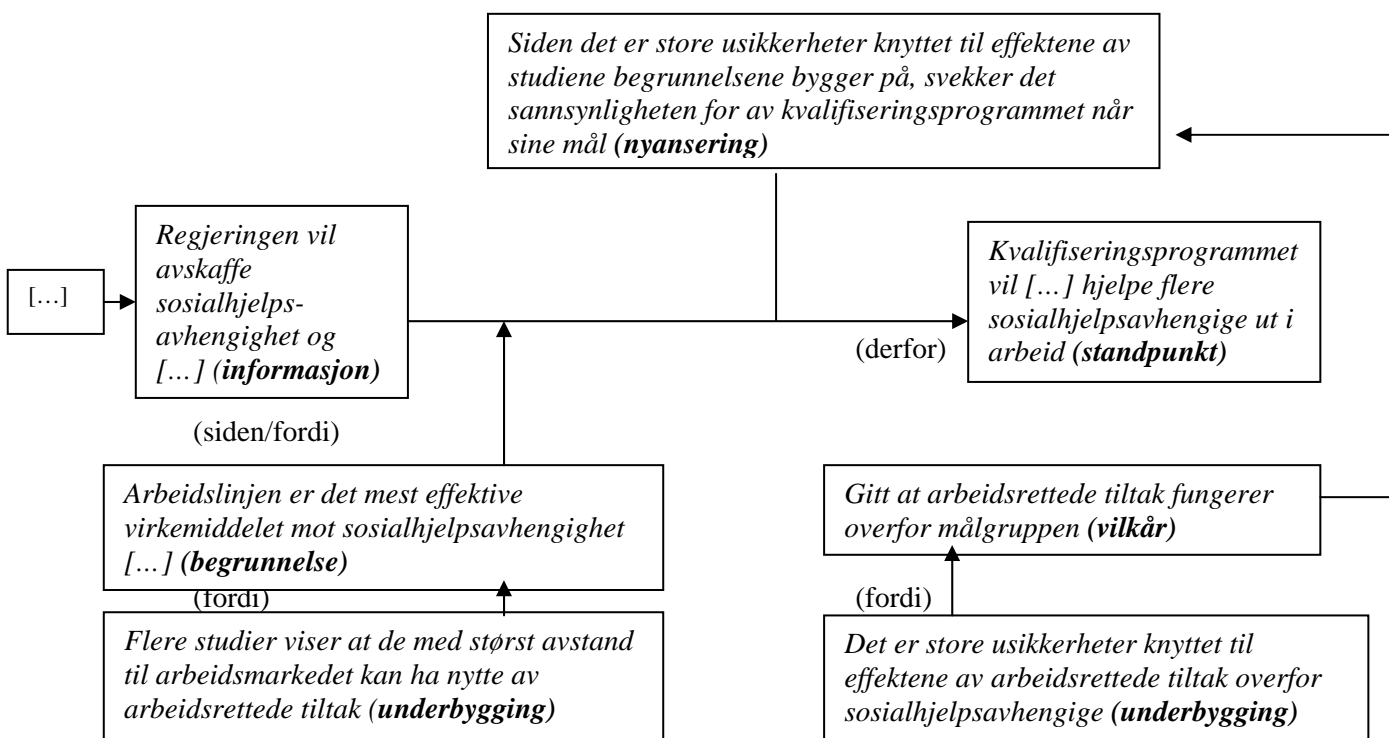 Siden det er store usikkerheter knyttet til effektene av
studiene begrunnelsene bygger på, svekker det
sannsynligheten for av kvalifiseringsprogrammet når
sine mål (nyansering)
Regjeringen vil
avskaffe
sosialhjelps-
avhengighet og
[…] (informasjon)
[…]
Kvalifiseringsprogrammet
vil […] hjelpe flere
sosialhjelpsavhengige ut i
arbeid (standpunkt)
(derfor)
(siden/fordi)
Arbeidslinjen er det mest effektive
virkemiddelet mot sosialhjelpsavhengighet
[…] (begrunnelse)
Gitt at arbeidsrettede tiltak fungerer
overfor målgruppen (vilkår)
(fordi)
(fordi)
Flere studier viser at de med størst avstand
til arbeidsmarkedet kan ha nytte av
arbeidsrettede tiltak (underbygging)
Det er store usikkerheter knyttet til
effektene av arbeidsrettede tiltak overfor
sosialhjelpsavhengige (underbygging)